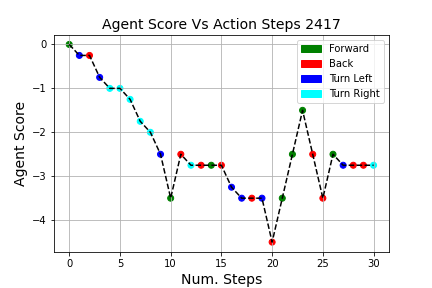 Agent Score Vs Action Steps 2417
Forward
Back
Turn Left
Turn Right
Agent Score
0
−1
−2
−3
−4
0 5 10 15 20 25 30
Num. Steps